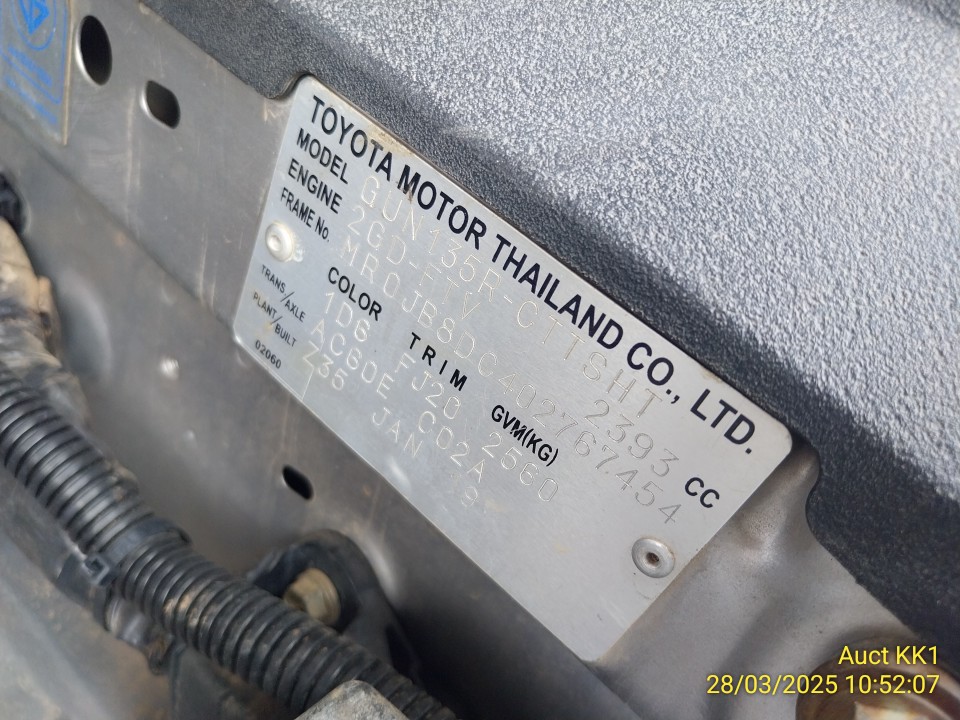 TOYOTA MOTOR THAILAND CO., LTD.
MODEL GUN135R-CTTSHT
ENGINE 2GD-FTV 2393 CC
FRAME No. MR0JB8DC402767454
COLOR TRIM GVM(KG)
1D6 FJ20 2560
TRANS/AXLE AC60E CD2A
PLANT/BUILT Z35 JAN '9
02060
Auct KK1
28/03/2025 10:52:07